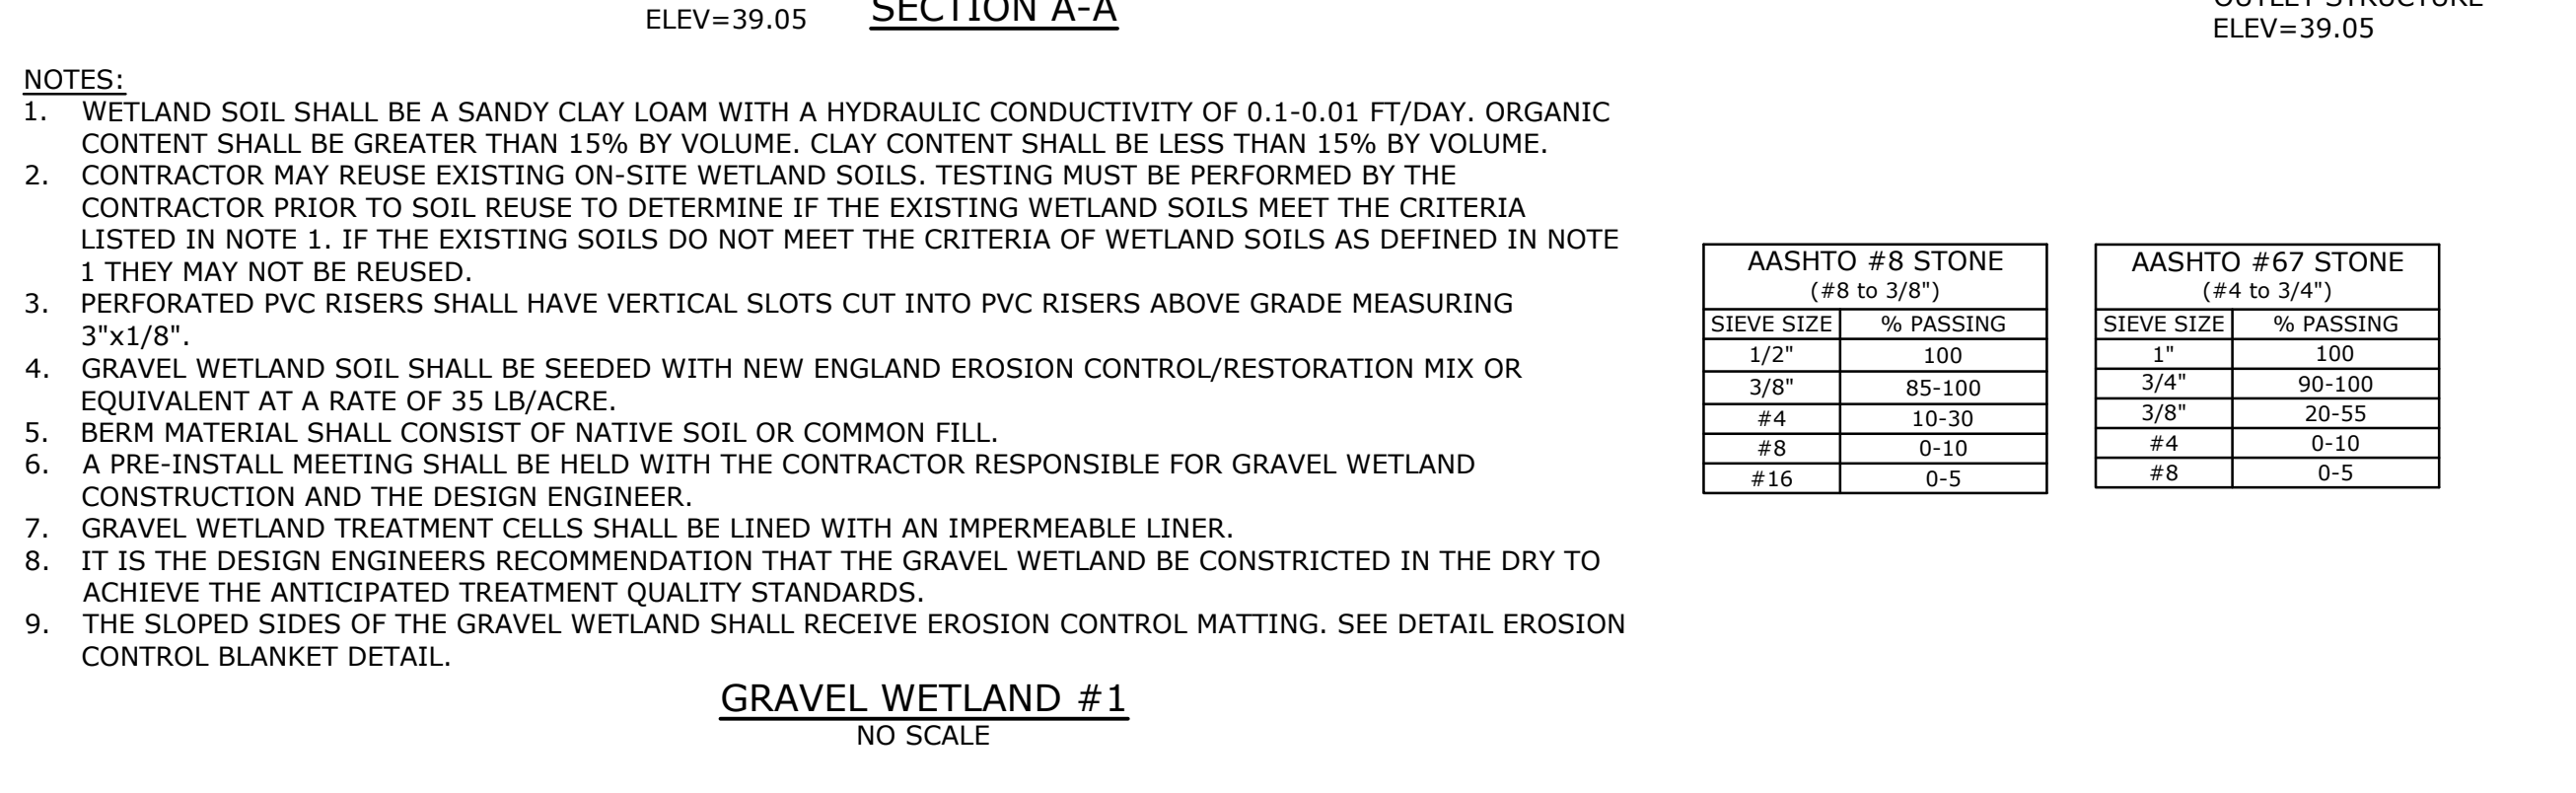 ELEV=39.05
SECTION A-A
OUTLET STRUCTURE
ELEV=39.05
NOTES:
1. WETLAND SOIL SHALL BE A SANDY CLAY LOAM WITH A HYDRAULIC CONDUCTIVITY OF 0.1-0.01 FT/DAY. ORGANIC
CONTENT SHALL BE GREATER THAN 15% BY VOLUME. CLAY CONTENT SHALL BE LESS THAN 15% BY VOLUME.
2. CONTRACTOR MAY REUSE EXISTING ON-SITE WETLAND SOILS. TESTING MUST BE PERFORMED BY THE
CONTRACTOR PRIOR TO SOIL REUSE TO DETERMINE IF THE EXISTING WETLAND SOILS MEET THE CRITERIA
LISTED IN NOTE 1. IF THE EXISTING SOILS DO NOT MEET THE CRITERIA OF WETLAND SOILS AS DEFINED IN NOTE
1 THEY MAY NOT BE REUSED.
3. PERFORATED PVC RISERS SHALL HAVE VERTICAL SLOTS CUT INTO PVC RISERS ABOVE GRADE MEASURING
3"x1/8".
4. GRAVEL WETLAND SOIL SHALL BE SEEDED WITH NEW ENGLAND EROSION CONTROL/RESTORATION MIX OR
EQUIVALENT AT A RATE OF 35 LB/ACRE.
5. BERM MATERIAL SHALL CONSIST OF NATIVE SOIL OR COMMON FILL.
6. A PRE-INSTALL MEETING SHALL BE HELD WITH THE CONTRACTOR RESPONSIBLE FOR GRAVEL WETLAND
CONSTRUCTION AND THE DESIGN ENGINEER.
7. GRAVEL WETLAND TREATMENT CELLS SHALL BE LINED WITH AN IMPERMEABLE LINER.
8. IT IS THE DESIGN ENGINEERS RECOMMENDATION THAT THE GRAVEL WETLAND BE CONSTRICTED IN THE DRY TO
ACHIEVE THE ANTICIPATED TREATMENT QUALITY STANDARDS.
9. THE SLOPED SIDES OF THE GRAVEL WETLAND SHALL RECEIVE EROSION CONTROL MATTING. SEE DETAIL EROSION
CONTROL BLANKET DETAIL.
AASHTO #8 STONE
(#8 to 3/8")
SIEVE SIZE % PASSING
1/2" 100
3/8" 85-100
#4 10-30
#8 0-10
#16 0-5
AASHTO #67 STONE
(#4 to 3/4")
SIEVE SIZE % PASSING
1" 100
3/4" 90-100
3/8" 20-55
#4 0-10
#8 0-5
GRAVEL WETLAND #1
NO SCALE